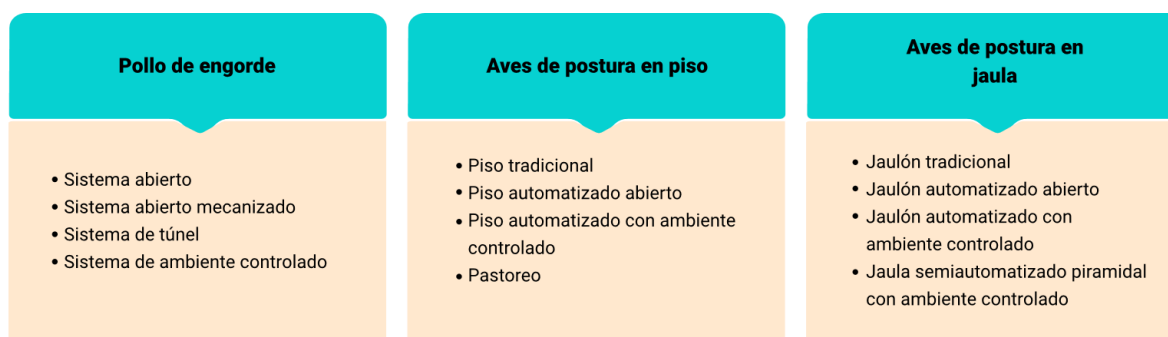 Pollo de engorde
• Sistema abierto
• Sistema abierto mecanizado
• Sistema de túnel
• Sistema de ambiente controlado
Aves de postura en piso
• Piso tradicional
• Piso automatizado abierto
• Piso automatizado con ambiente
controlado
• Pastoreo
Aves de postura en
jaula
• Jaulón tradicional
• Jaulón automatizado abierto
• Jaulón automatizado con
ambiente controlado
• Jaula semiautomatizado piramidal
con ambiente controlado